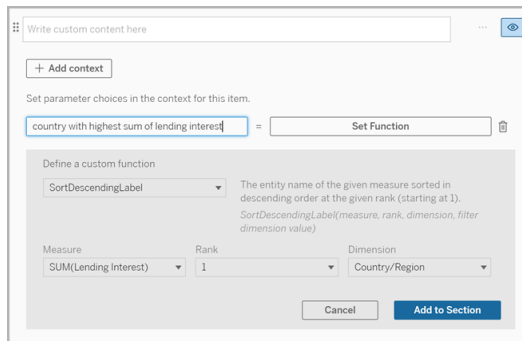 Write custom content here
+ Add context
Set parameter choices in the context for this item.
country with highest sum of lending interest = Set Function
Define a custom function
SortDescendingLabel
The entity name of the given measure sorted in
descending order at the given rank (starting at 1).
SortDescendingLabel(measure, rank, dimension, filter
dimension value)
Measure Rank Dimension
SUM(Lending Interest) 1 Country/Region
Cancel Add to Section